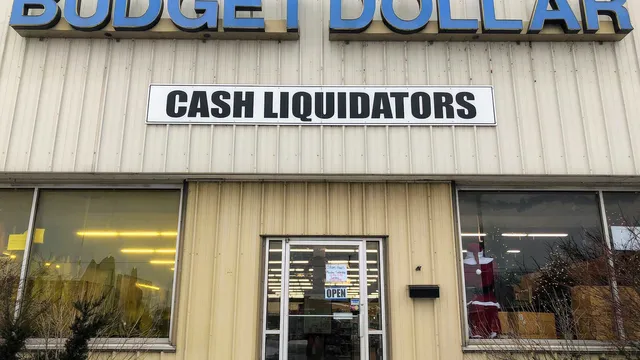 BUDGET DOLLAR
CASH LIQUIDATORS
OPEN